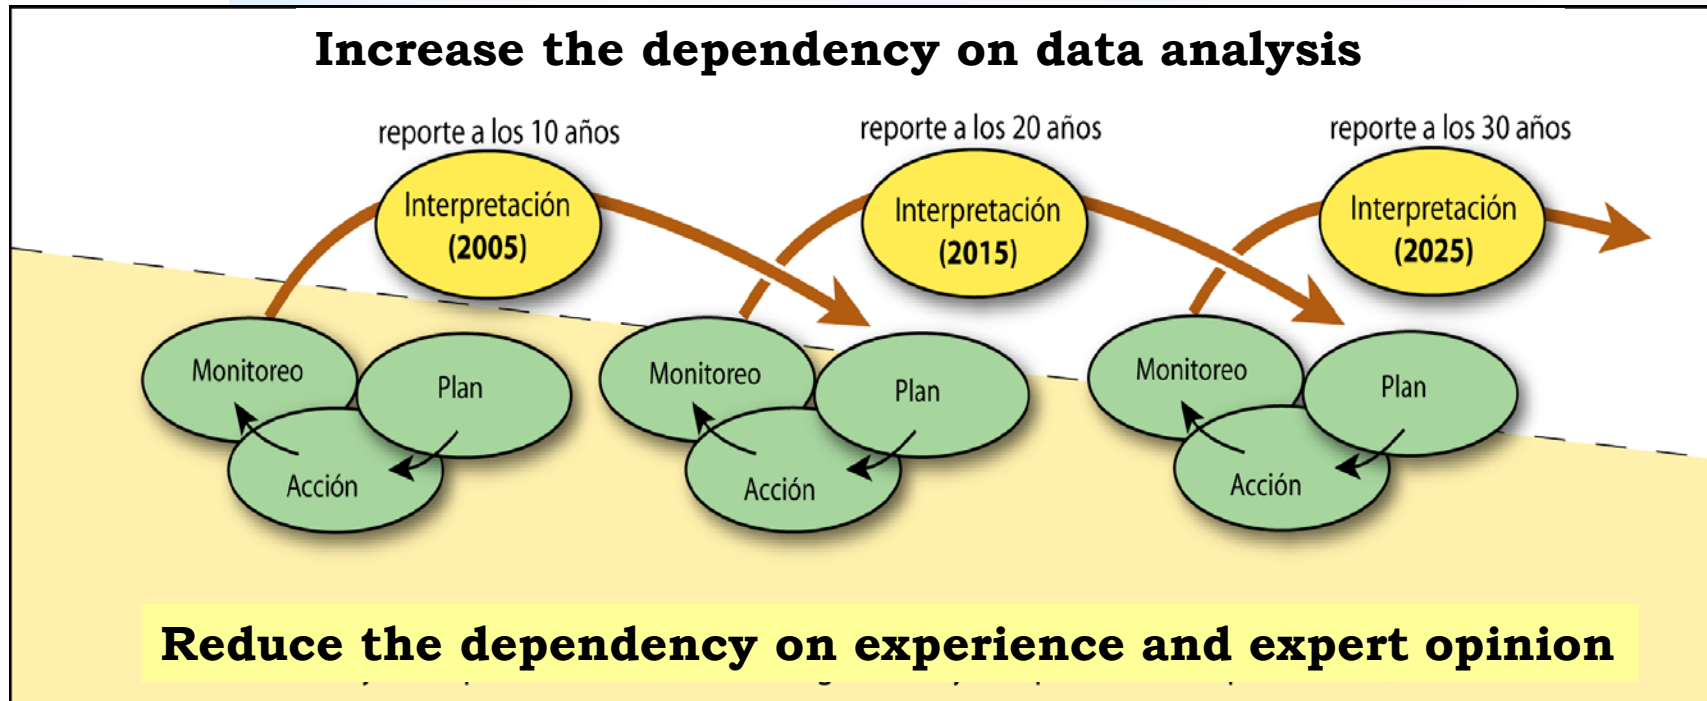 Increase the dependency on data analysis
reporte a los 10 años
reporte a los 20 años
reporte a los 30 años
Interpretación
(2005)
Interpretación
(2015)
Interpretación
(2025)
Monitoreo
Plan
Acción
Monitoreo
Plan
Acción
Monitoreo
Plan
Acción
Reduce the dependency on experience and expert opinion